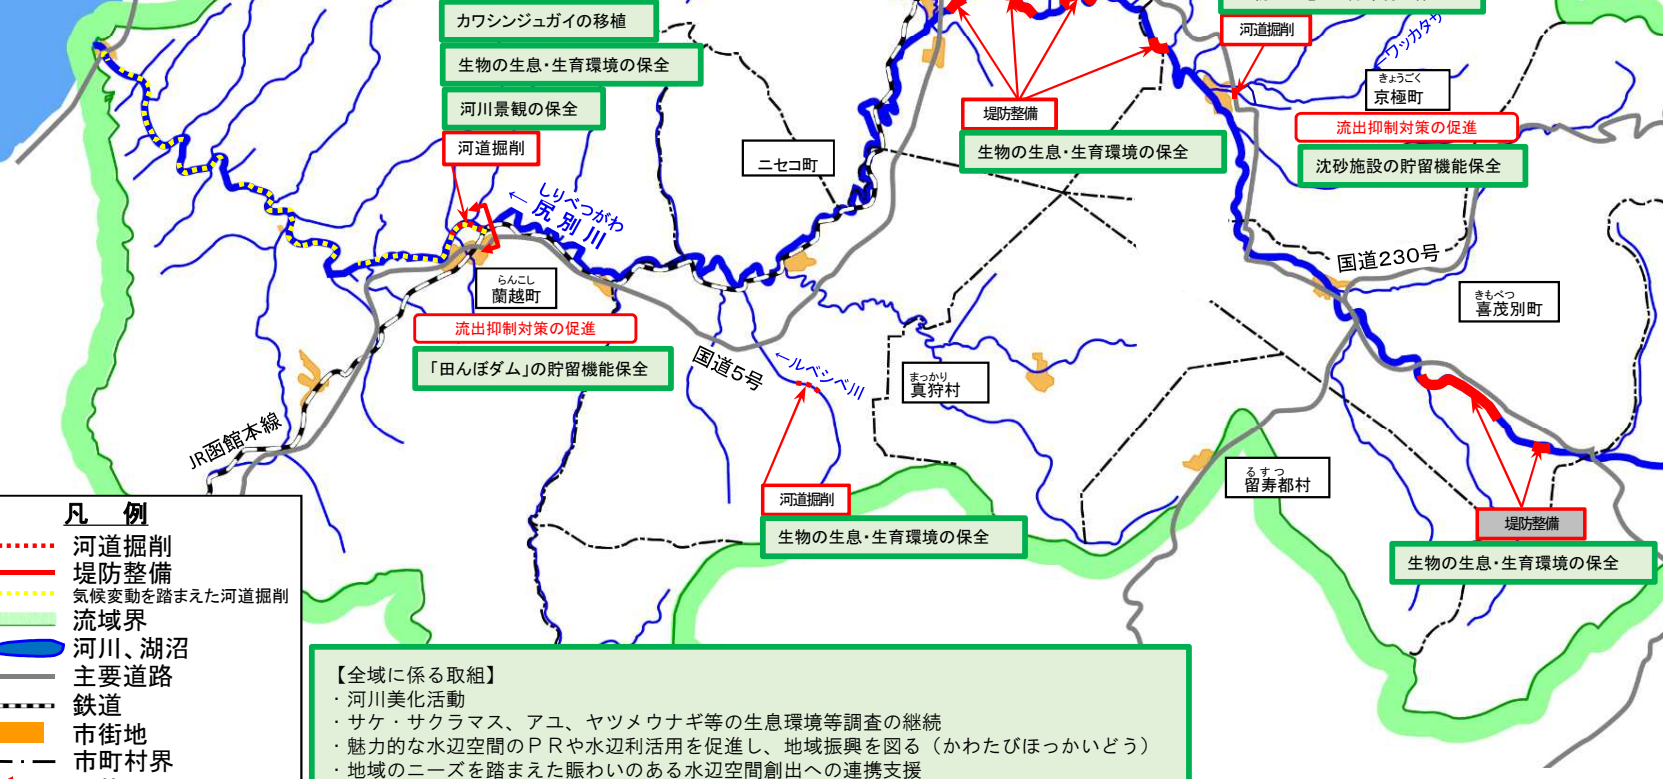 カワシンジュガイの移植
生物の生息・生育環境の保全
河川景観の保全
河道掘削
←
しりべつがわ
尻別川
らんこし
蘭越町
流出抑制対策の促進
「田んぼダム」の貯留機能保全
ニセコ町
堤防整備
生物の生息・生育環境の保全
河道掘削
←ワッカタサ
きょうごく
京極町
流出抑制対策の促進
沈砂施設の貯留機能保全
国道230号
きもべつ
喜茂別町
国道5号
←ルベシベ川
まっかり
真狩村
JR函館本線
河道掘削
生物の生息・生育環境の保全
るすつ
留寿都村
堤防整備
生物の生息・生育環境の保全
凡 例
河道掘削
堤防整備
気候変動を踏まえた河道掘削
流域界
河川、湖沼
主要道路
鉄道
市街地
市町村界
【全域に係る取組】
・河川美化活動
・サケ・サクラマス、アユ、ヤツメウナギ等の生息環境等調査の継続
・魅力的な水辺空間のＰＲや水辺利活用を促進し、地域振興を図る（かわたびほっかいどう）
・地域のニーズを踏まえた賑わいのある水辺空間創出への連携支援